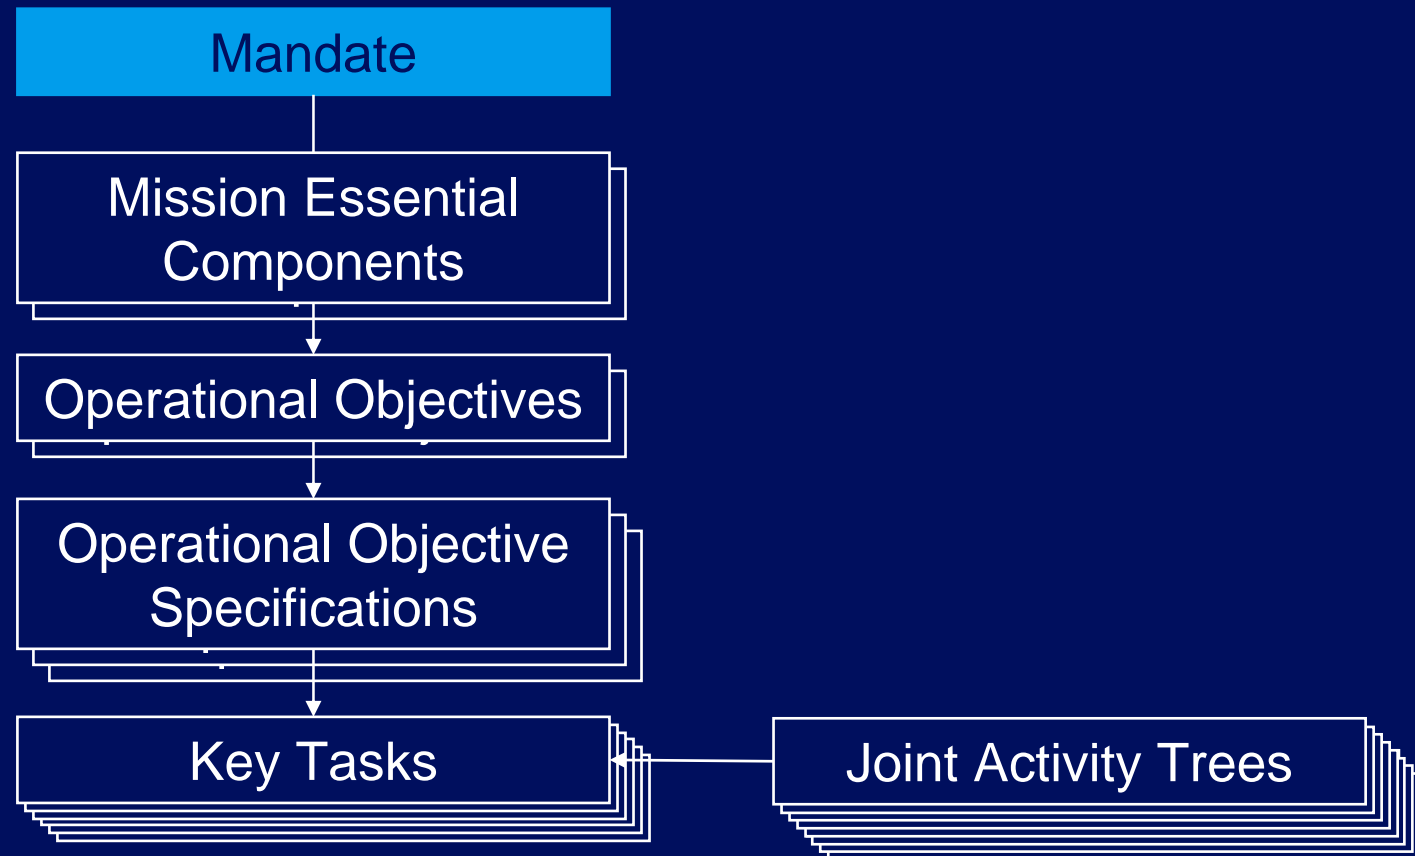 Mandate
Mission Essential
Components
Operational Objectives
Operational Objective
Specifications
Key Tasks
Joint Activity Trees